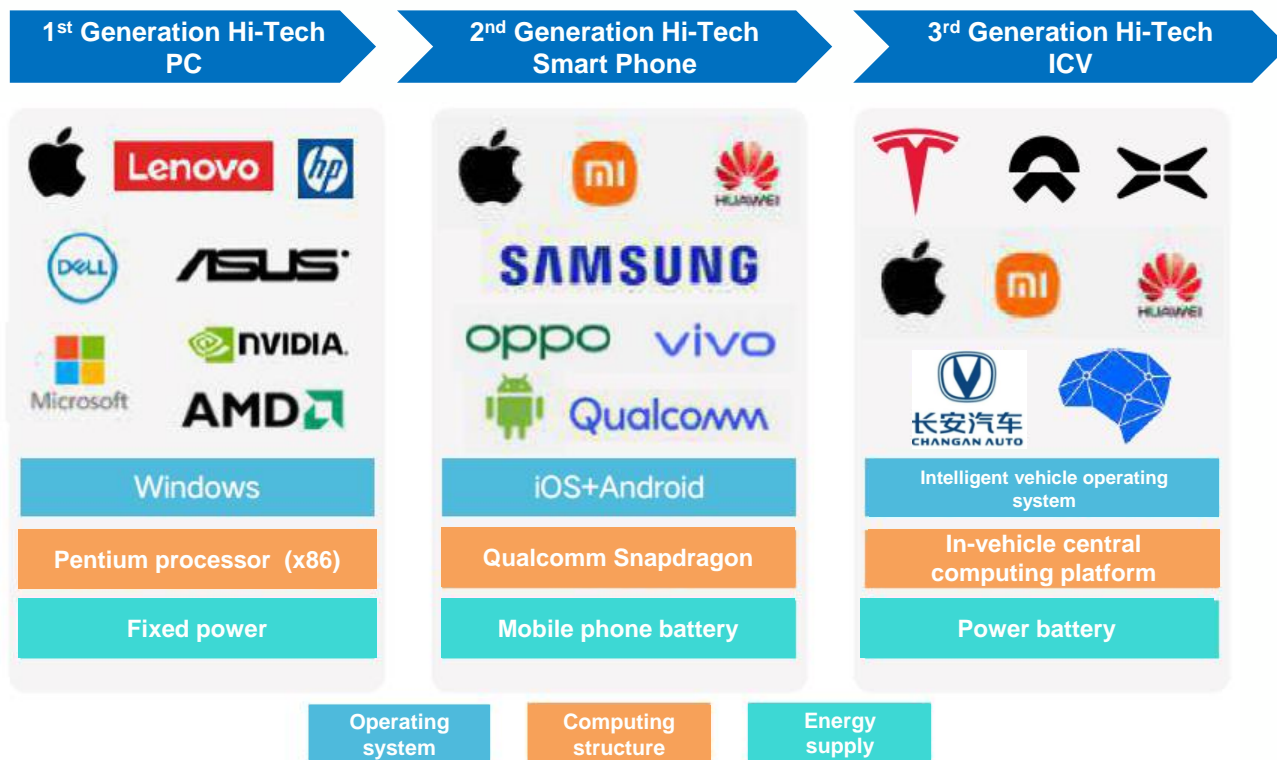 1st Generation Hi-Tech
PC
2nd Generation Hi-Tech
Smart Phone
3rd Generation Hi-Tech
ICV
Lenovo
hp
DELL
ASUS
Microsoft
NVIDIA.
AMD
Windows
Pentium processor (x86)
Fixed power
mi
HUAWEI
SAMSUNG
oppo
vivo
Qualcomm
iOS+Android
Qualcomm Snapdragon
Mobile phone battery
mi
HUAWEI
长安汽车
CHANGAN AUTO
Intelligent vehicle operating
system
In-vehicle central
computing platform
Power battery
Operating
system
Computing
structure
Energy
supply